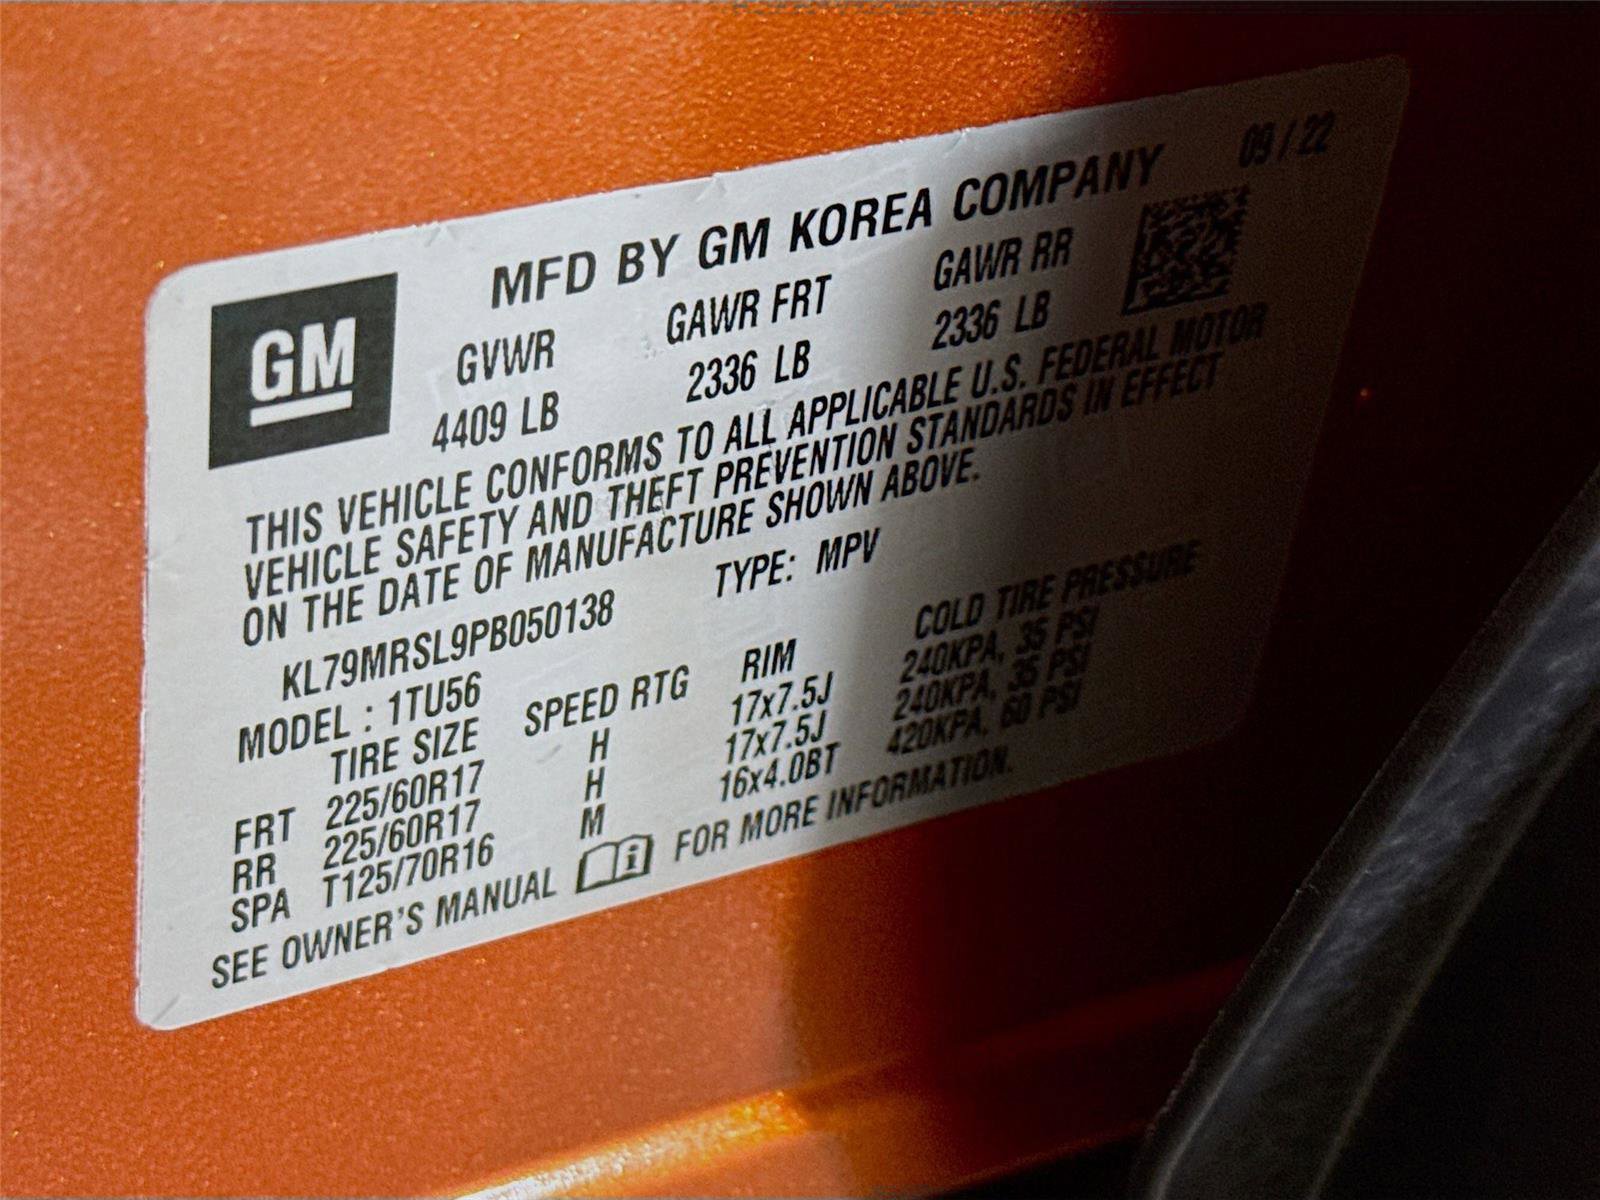 MFD BY GM KOREA COMPANY 09 / 22
GM
GVWR GAWR FRT GAWR RR
4409 LB 2336 LB 2336 LB
THIS VEHICLE CONFORMS TO ALL APPLICABLE U.S. FEDERAL MOTOR
VEHICLE SAFETY AND THEFT PREVENTION STANDARDS IN EFFECT
ON THE DATE OF MANUFACTURE SHOWN ABOVE.
KL79MRSL9PB050138 TYPE: MPV
MODEL : 1TU56
TIRE SIZE SPEED RTG RIM COLD TIRE PRESSURE
FRT 225/60R17 H 17x7.5J 240KPA, 35 PSI
RR 225/60R17 H 17x7.5J 240KPA, 35 PSI
SPA T125/70R16 M 16x4.0BT 420KPA, 60 PSI
SEE OWNER'S MANUAL i FOR MORE INFORMATION.